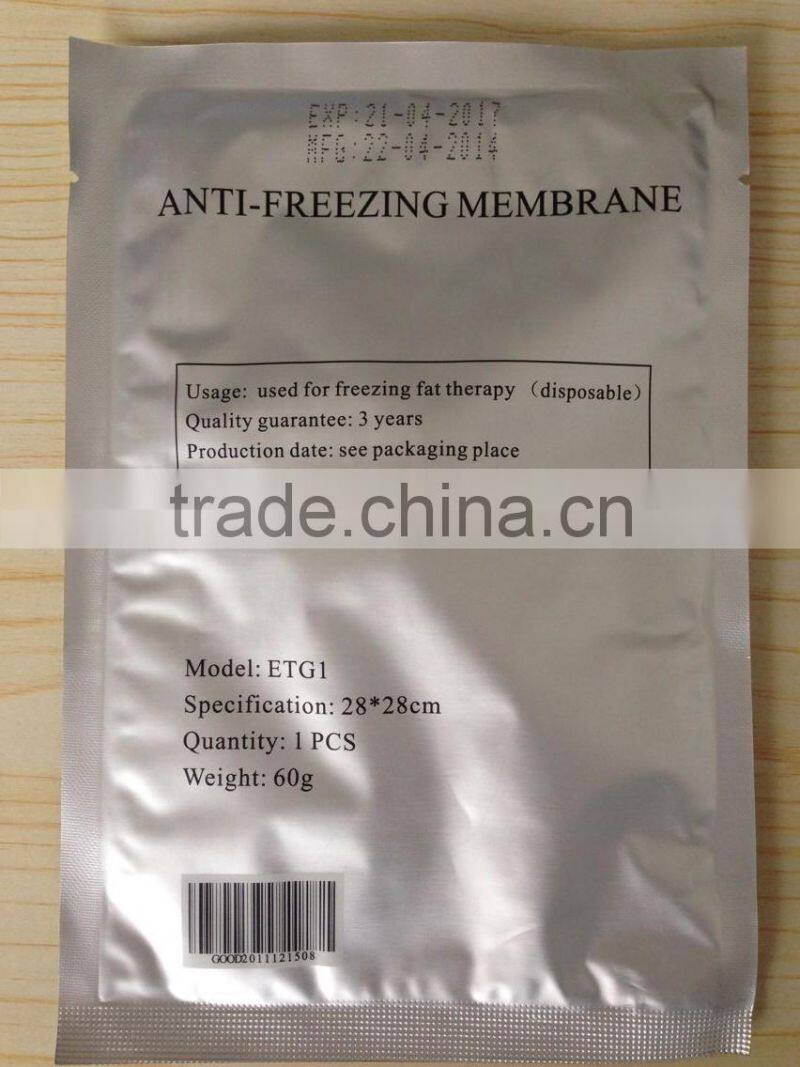 EXP:21-04-2017
MFG:22-04-2014
ANTI-FREEZING MEMBRANE
Usage: used for freezing fat therapy （disposable）
Quality guarantee: 3 years
Production date: see packaging place
trade.china.cn
Model: ETG1
Specification: 28*28cm
Quantity: 1 PCS
Weight: 60g
GOOD2011121508